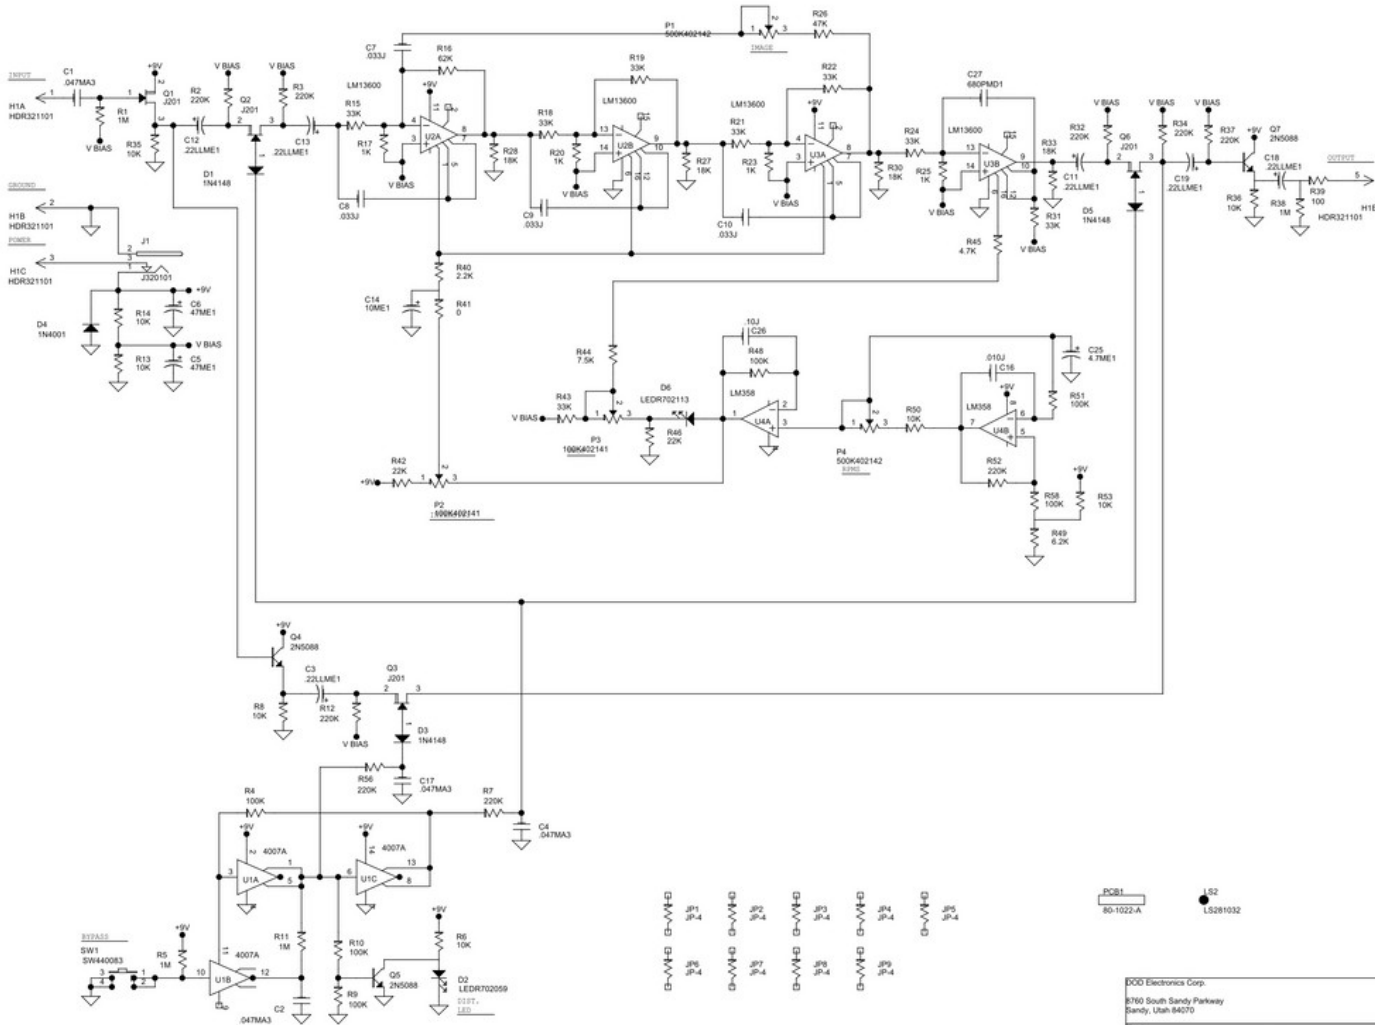 INPUT
H1A
HDR321101
1
C1
.047MA3
R1
1M
V BIAS
+9V
Q1
J201
R35
10K
R2
220K
V BIAS
C12
.22LLME1
Q2
J201
D1
1N4148
V BIAS
R3
220K
C13
.22LLME1
R15
33K
LM13600
R17
1K
V BIAS
C7
.033J
R16
62K
+9V
U2A
C8
.033J
R28
18K
R18
33K
R20
1K
V BIAS
R19
33K
LM13600
U2B
C9
.033J
R27
18K
P1
500K402142
IMAGE
R26
47K
R21
33K
LM13600
R23
1K
V BIAS
R22
33K
+9V
U3A
C10
.033J
R30
18K
R24
33K
R25
1K
V BIAS
C27
680PMD1
LM13600
U3B
R33
18K
R31
33K
V BIAS
R45
4.7K
R32
220K
V BIAS
C11
.22LLME1
Q6
J201
D5
1N4148
V BIAS
R34
220K
C19
.22LLME1
V BIAS
R37
220K
Q7
2N5088
+9V
C18
.22LLME1
R36
10K
R38
1M
R39
100
OUTPUT
5
HDR321101
GROUND
2
H1B
HDR321101
POWER
3
H1C
HDR321101
J1
J320101
+9V
D4
1N4001
R14
10K
C6
47ME1
V BIAS
R13
10K
C5
47ME1
R40
2.2K
C14
10ME1
R41
0
R44
7.5K
V BIAS
R43
33K
P3
100K402141
D6
LEDR702113
R46
22K
.10J
C26
R48
100K
LM358
U4A
P4
500K402142
RPMS
R50
10K
.010J
C16
+9V
LM358
U4B
C25
4.7ME1
R51
100K
R52
220K
R58
100K
+9V
R53
10K
R49
6.2K
+9V
R42
22K
P2
+9V
Q4
2N5088
C3
.22LLME1
R8
10K
R12
220K
V BIAS
Q3
J201
D3
1N4148
R56
220K
C17
.047MA3
R4
100K
R7
220K
C4
.047MA3
+9V
4007A
U1A
+9V
4007A
U1C
BYPASS
SW1
SW440083
R5
1M
+9V
4007A
U1B
R11
1M
C2
.047MA3
R10
100K
R9
100K
Q5
2N5088
+9V
R6
10K
D2
LEDR702059
DIST.
LED
JP1
JP-4
JP2
JP-4
JP3
JP-4
JP4
JP-4
JP5
JP-4
JP6
JP-4
JP7
JP-4
JP8
JP-4
JP9
JP-4
PCB1
80-1022-A
LS2
LS281032
DOD Electronics Corp.
8760 South Sandy Parkway
Sandy, Utah 84070